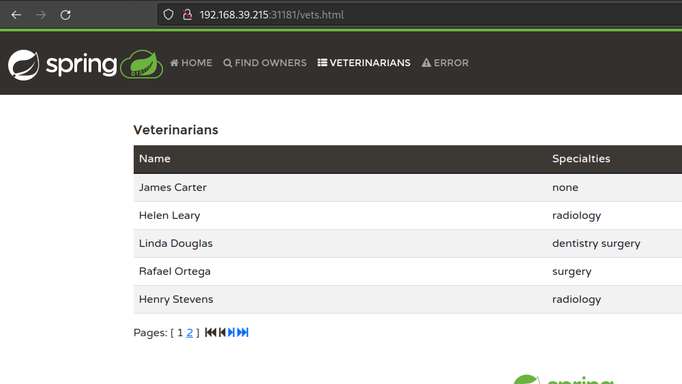 192.168.39.215:31181/vets.html
spring
HOME FIND OWNERS VETERINARIANS ERROR
Veterinarians
Name Specialties
James Carter none
Helen Leary radiology
Linda Douglas dentistry surgery
Rafael Ortega surgery
Henry Stevens radiology
Pages: [ 1 2 ]
spring